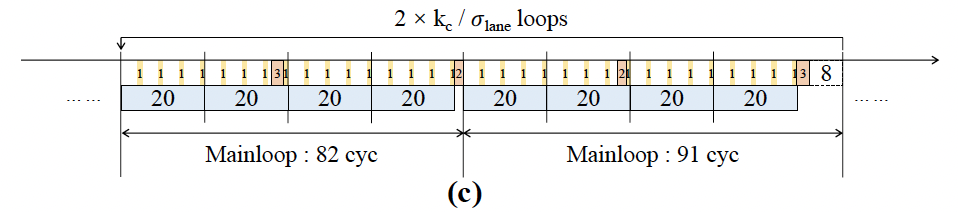 2 × k_c / σ_lane loops
1 1 1 1 1 1 1 3 1 1 1 1 1 1 1 1 2 1 1 1 1 1 1 1 2 1 1 1 1 1 1 1 1 3 8
...... 20 20 20 20 20 20 20 20 ......
Mainloop : 82 cyc Mainloop : 91 cyc
(c)